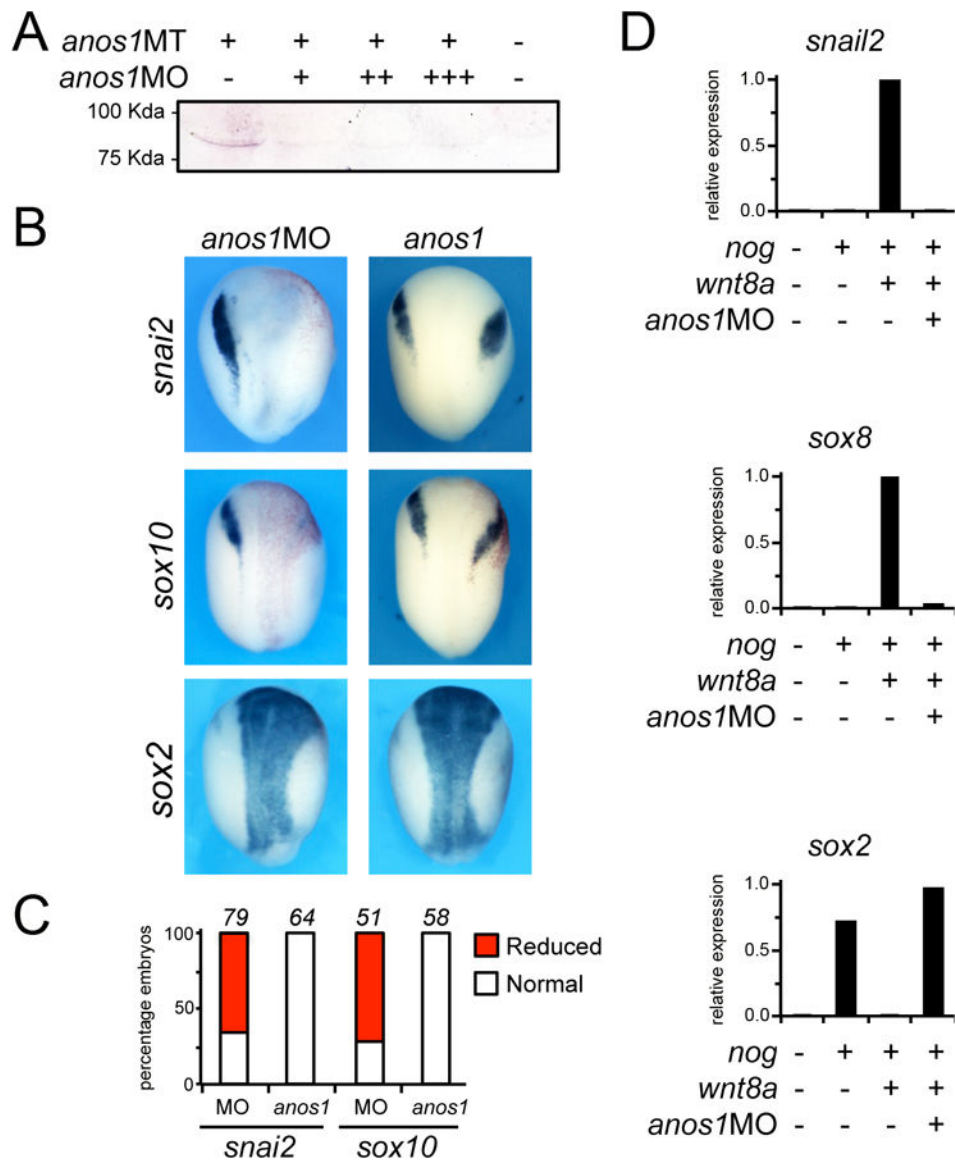 A
anos1MT + + + + -
anos1MO - + ++ +++ -
100 Kda
75 Kda
B
anos1MO anos1
snai2
sox10
sox2
C
79 64 51 58
percentage embryos
100
50
0
Reduced
Normal
MO anos1 MO anos1
snai2 sox10
D
snail2
relative expression
1.0
0.5
0.0
nog - + + +
wnt8a - - + +
anos1MO - - - +
sox8
relative expression
1.0
0.5
0.0
nog - + + +
wnt8a - - + +
anos1MO - - - +
sox2
relative expression
1.0
0.5
0.0
nog - + + +
wnt8a - - + +
anos1MO - - - +